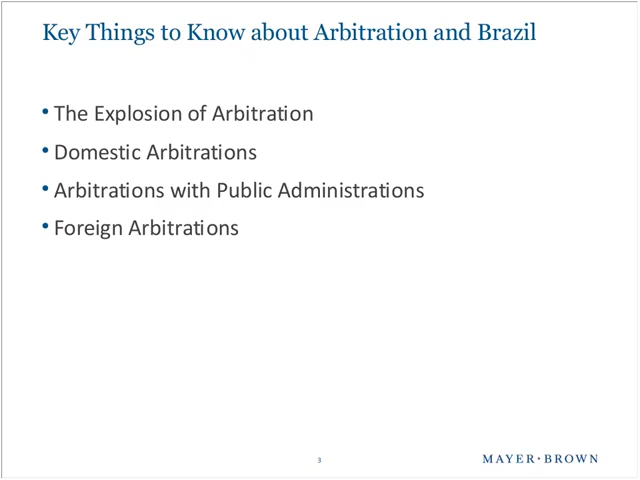 Key Things to Know about Arbitration and Brazil
• The Explosion of Arbitration
• Domestic Arbitrations
• Arbitrations with Public Administrations
• Foreign Arbitrations
3
MAYER • BROWN